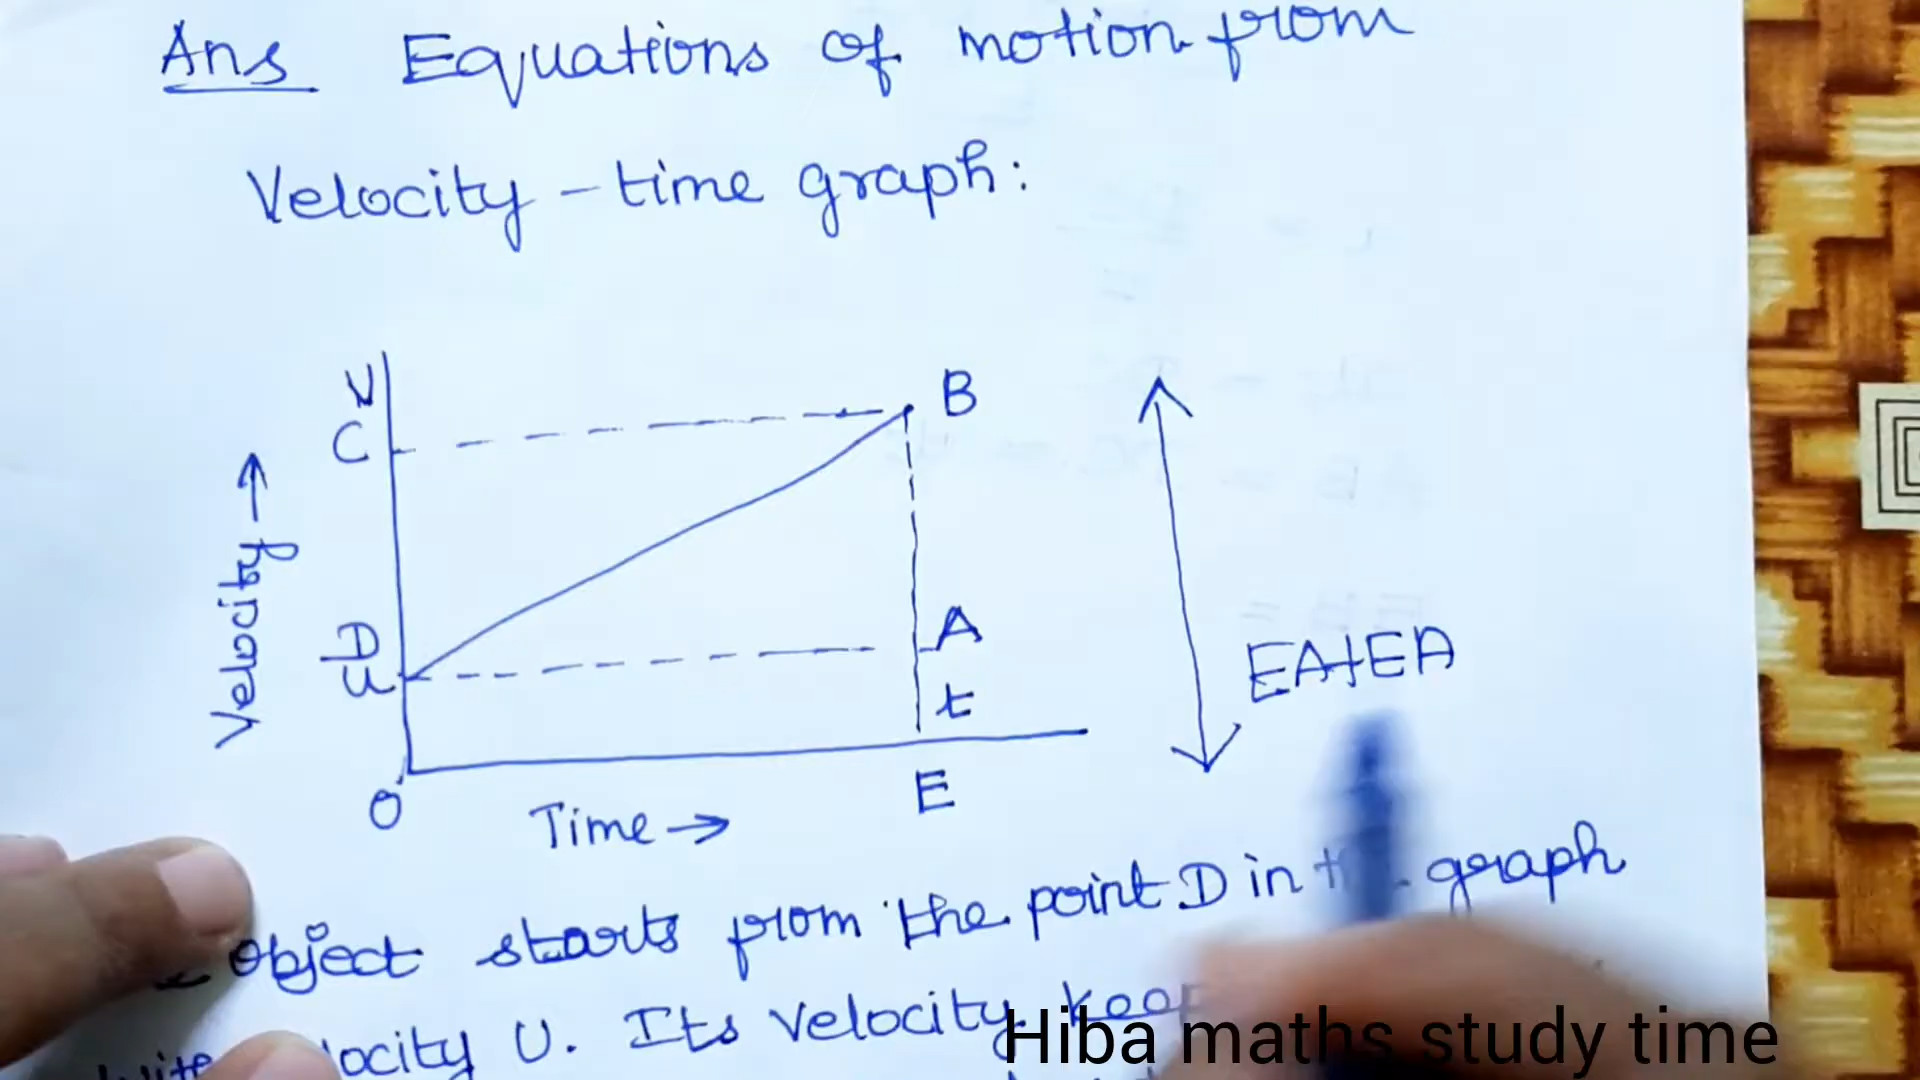 Ans Equations of motion from
Velocity - time graph:
V
C
B
Velocity →
D
u
A
t
EA+EA
O
E
Time →
object starts from the point D in graph
U. Its velocity
Hiba maths study time